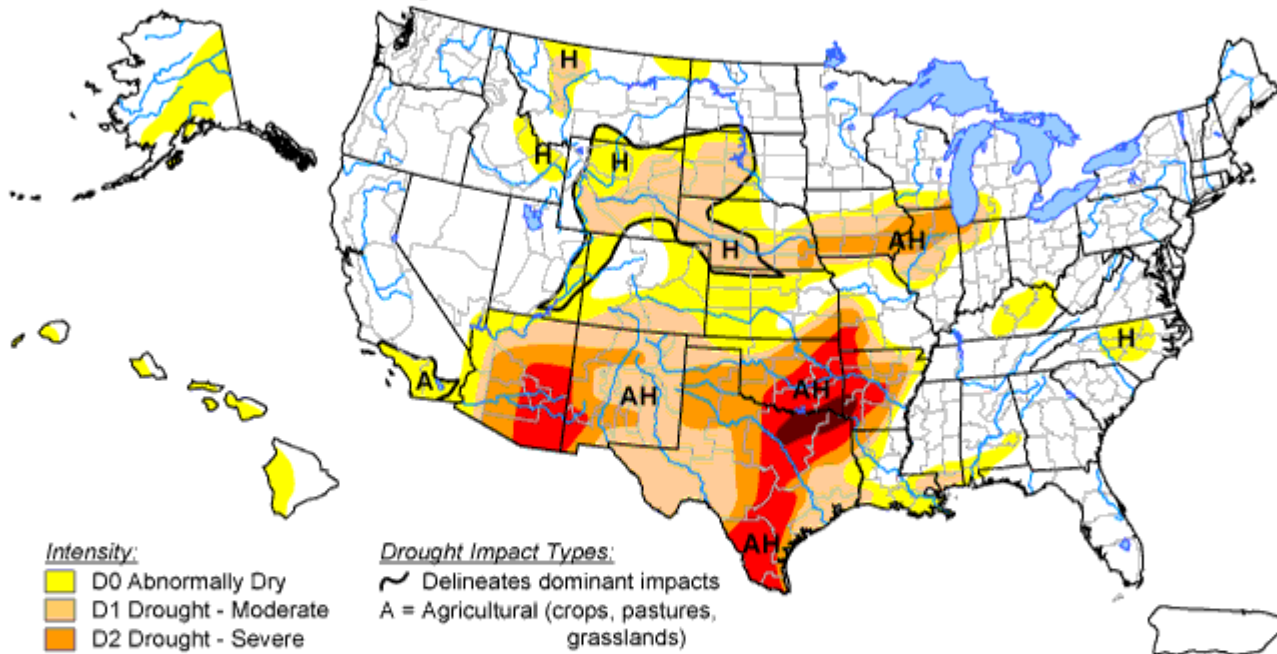 H
H
H
H
AH
H
A
AH
AH
AH
Intensity:
D0 Abnormally Dry
D1 Drought - Moderate
D2 Drought - Severe
Drought Impact Types:
Delineates dominant impacts
A = Agricultural (crops, pastures,
grasslands)